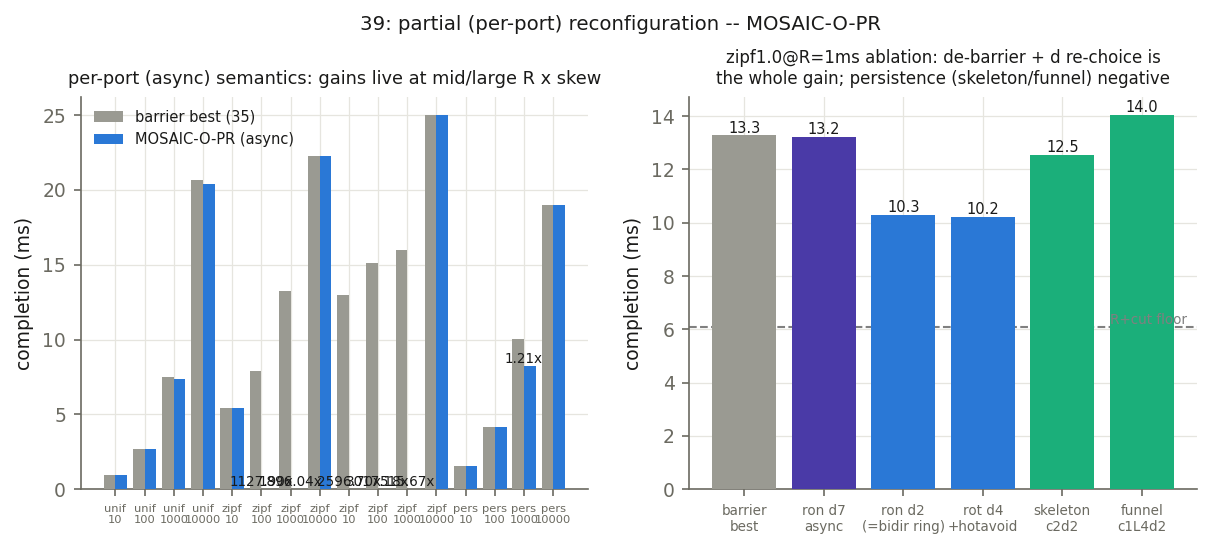 39: partial (per-port) reconfiguration -- MOSAIC-O-PR
per-port (async) semantics: gains live at mid/large R x skew
barrier best (35)
MOSAIC-O-PR (async)
completion (ms)
25
20
15
10
5
0
1.21x
unif unif unif unif zipf zipf zipf zipf zipf zipf zipf zipf pers pers pers pers
10 100 1000 10000 10 100 1000 10000 10 100 1000 10000 10 100 1000 10000
zipf1.0@R=1ms ablation: de-barrier + d re-choice is
the whole gain; persistence (skeleton/funnel) negative
completion (ms)
14
12
10
8
6
4
2
0
13.3
13.2
10.3
10.2
12.5
14.0
barrier
best
ron d7
async
ron d2
(=bidir ring)
rot d4
+hotavoid
skeleton
c2d2
funnel
c1L4d2